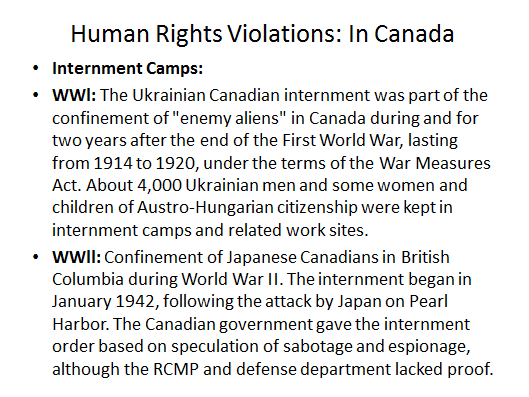 Human Rights Violations: In Canada
• Internment Camps:
• WWl: The Ukrainian Canadian internment was part of the
confinement of "enemy aliens" in Canada during and for
two years after the end of the First World War, lasting
from 1914 to 1920, under the terms of the War Measures
Act. About 4,000 Ukrainian men and some women and
children of Austro-Hungarian citizenship were kept in
internment camps and related work sites.
• WWll: Confinement of Japanese Canadians in British
Columbia during World War II. The internment began in
January 1942, following the attack by Japan on Pearl
Harbor. The Canadian government gave the internment
order based on speculation of sabotage and espionage,
although the RCMP and defense department lacked proof.